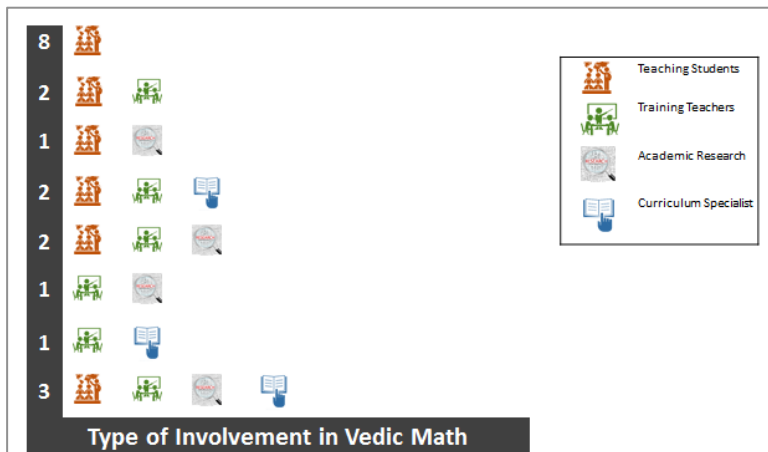 8
2
1
2
2
1
1
3
Type of Involvement in Vedic Math
Teaching Students
Training Teachers
Academic Research
Curriculum Specialist